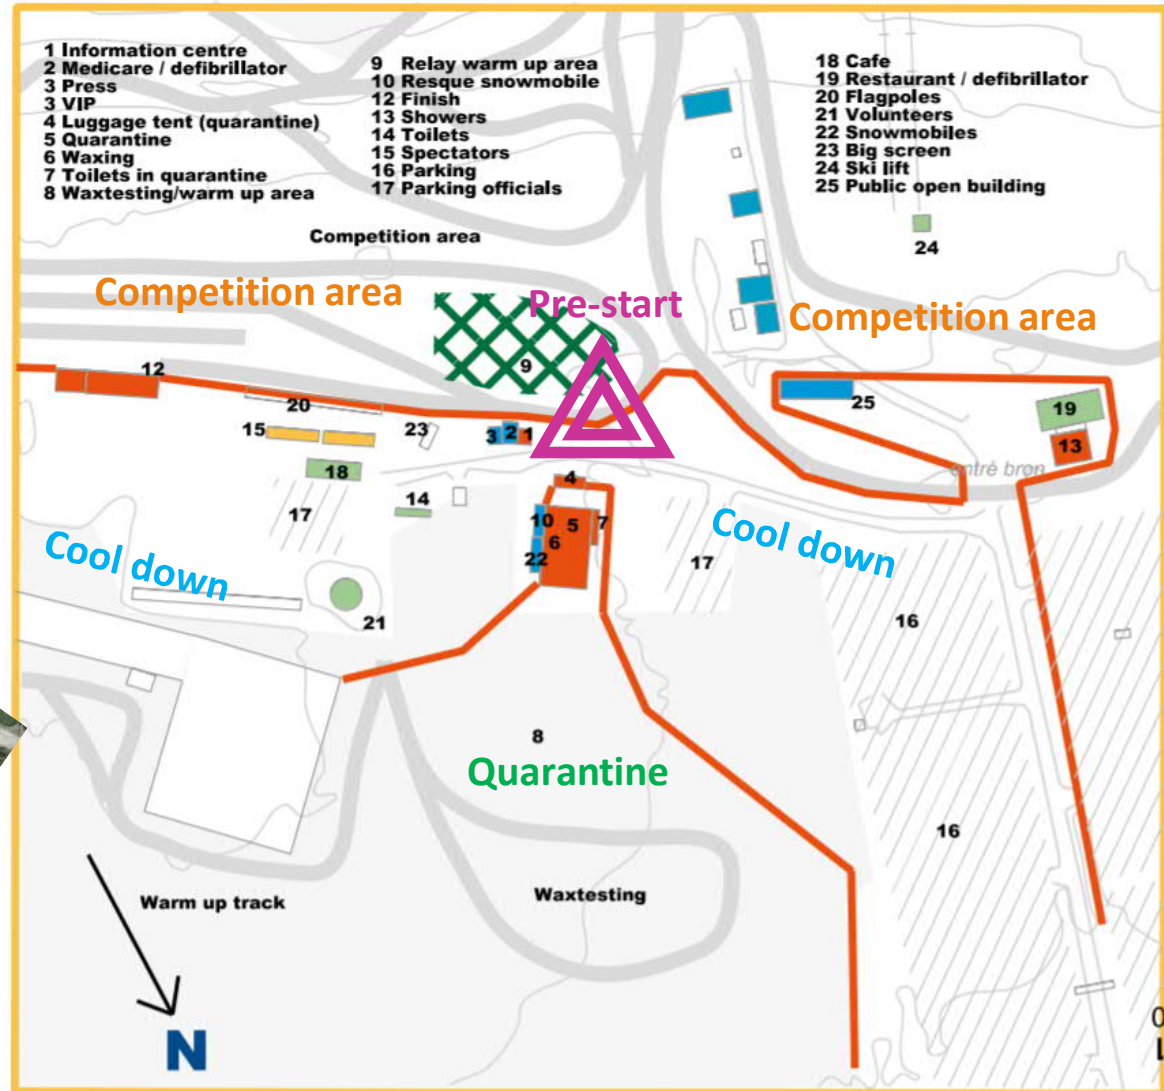 1 Information centre
2 Medicare / defibrillator
3 Press
3 VIP
4 Luggage tent (quarantine)
5 Quarantine
6 Waxing
7 Toilets in quarantine
8 Waxtesting/warm up area
9 Relay warm up area
10 Resque snowmobile
12 Finish
13 Showers
14 Toilets
15 Spectators
16 Parking
17 Parking officials
18 Cafe
19 Restaurant / defibrillator
20 Flagpoles
21 Volunteers
22 Snowmobiles
23 Big screen
24 Ski lift
25 Public open building
24
Competition area
Competition area
Pre-start
Competition area
9
12
20
25
19
15
23
3 2 1
13
18
4
entré bron
14
17
10 5 7
6
22
Cool down
17
Cool down
21
16
8
Quarantine
16
Warm up track
Waxtesting
N
0
L